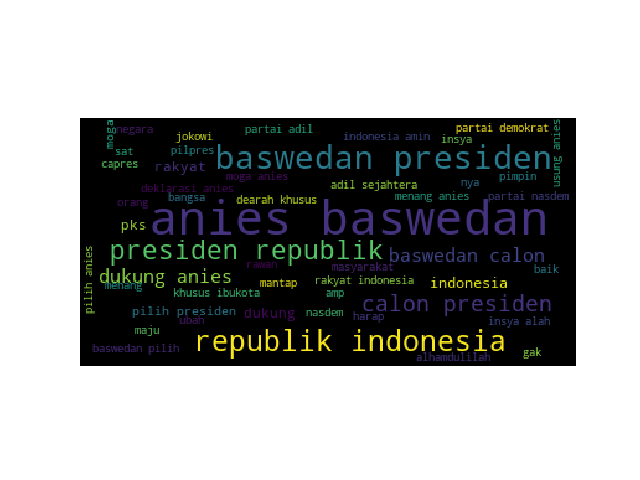 moga
negara
jokowi
partai adil
indonesia amin
partai demokrat
insya
usung anies
sat
pilpres
capres
rakyat
baswedan presiden
moga anies
pimpin
deklarasi anies
adil sejahtera
nya
orang
bangsa
dearah khusus
menang anies
partai nasdem
pks
anies baswedan
presiden republik
baswedan calon
pilih anies
dukung anies
rawan
masyarakat
baik
menang
mantap
rakyat indonesia
indonesia
khusus ibukota
amp
calon presiden
pilih presiden
dukung
nasdem
harap
ubah
insya alah
maju
republik indonesia
baswedan pilih
alhamdulilah
gak